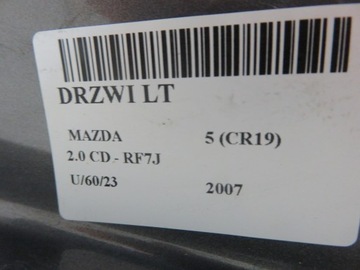 DRZWI LT
MAZDA 5 (CR19)
2.0 CD - RF7J
U/60/23 2007